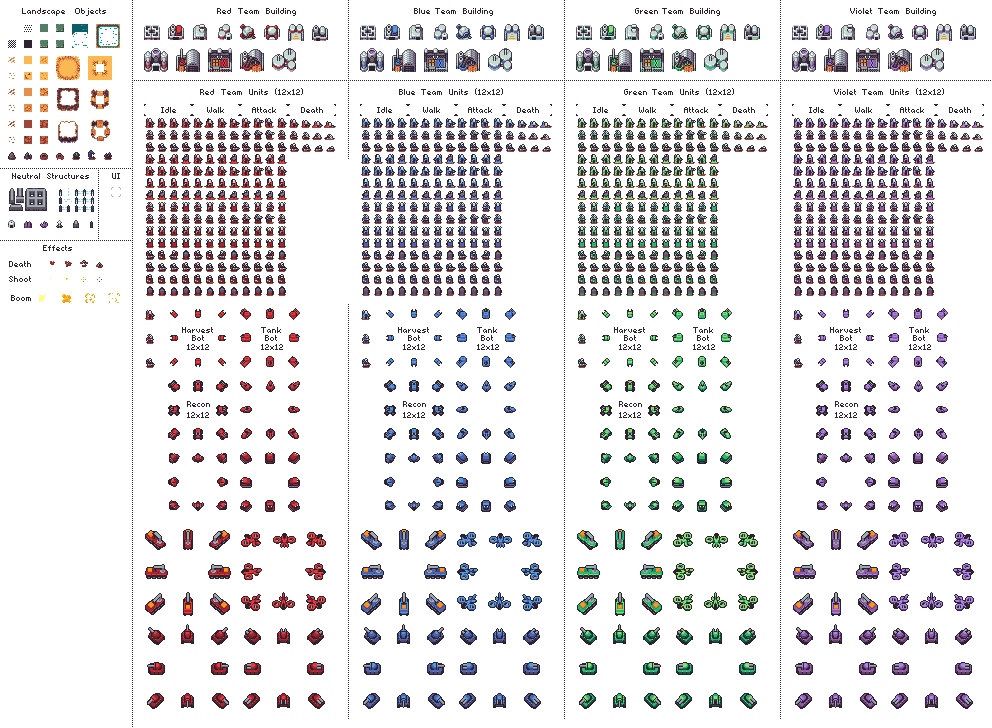 Landscape Objects
Red Team Building
Blue Team Building
Green Team Building
Violet Team Building
Red Team Units (12x12)
Blue Team Units (12x12)
Green Team Units (12x12)
Violet Team Units (12x12)
Idle Walk Attack Death
Idle Walk Attack Death
Idle Walk Attack Death
Idle Walk Attack Death
Neutral Structures
UI
Effects
Death
Shoot
Boom
Harvest
Bot
12x12
Tank
Bot
12x12
Recon
12x12
Harvest
Bot
12x12
Tank
Bot
12x12
Recon
12x12
Harvest
Bot
12x12
Tank
Bot
12x12
Recon
12x12
Harvest
Bot
12x12
Tank
Bot
12x12
Recon
12x12